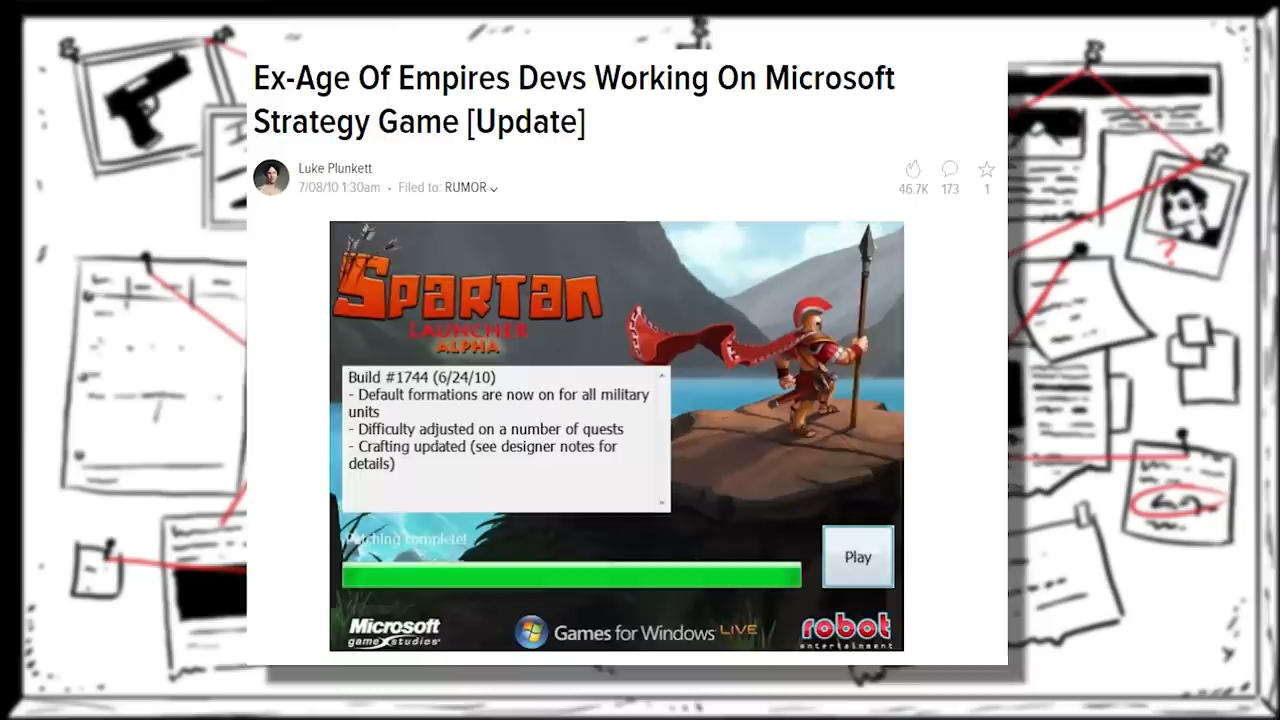 Ex-Age Of Empires Devs Working On Microsoft
Strategy Game [Update]
Luke Plunkett
7/08/10 1:30am • Filed to: RUMOR
46.7K 173 1
SPARTAN
LAUNCHER
ALPHA
Build #1744 (6/24/10)
- Default formations are now on for all military
units
- Difficulty adjusted on a number of quests
- Crafting updated (see designer notes for
details)
Patching complete!
Play
Microsoft
game studios
Games for Windows LIVE
robot
entertainment
?